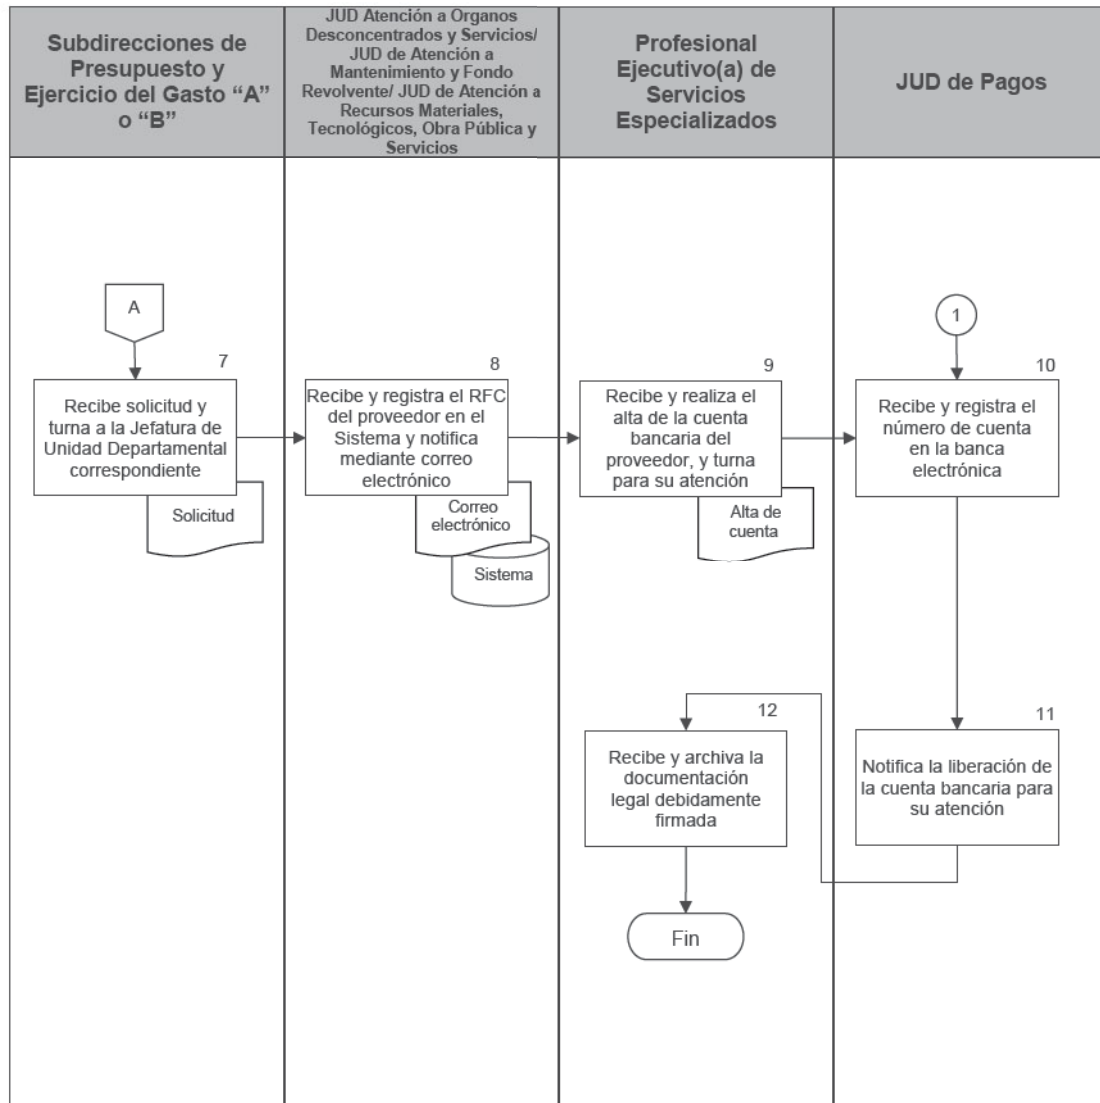 Subdirecciones de
Presupuesto y
Ejercicio del Gasto “A”
o “B”
JUD Atención a Organos
Desconcentrados y Servicios/
JUD de Atención a
Mantenimiento y Fondo
Revolvente/ JUD de Atención a
Recursos Materiales,
Tecnológicos, Obra Pública y
Servicios
Profesional
Ejecutivo(a) de
Servicios
Especializados
JUD de Pagos
A
7
Recibe solicitud y
turna a la Jefatura de
Unidad Departamental
correspondiente
Solicitud
8
Recibe y registra el RFC
del proveedor en el
Sistema y notifica
mediante correo
electrónico
Correo
electrónico
Sistema
9
Recibe y realiza el
alta de la cuenta
bancaria del
proveedor, y turna
para su atención
Alta de
cuenta
1
10
Recibe y registra el
número de cuenta
en la banca
electrónica
11
Notifica la liberación de
la cuenta bancaria para
su atención
12
Recibe y archiva la
documentación
legal debidamente
firmada
Fin